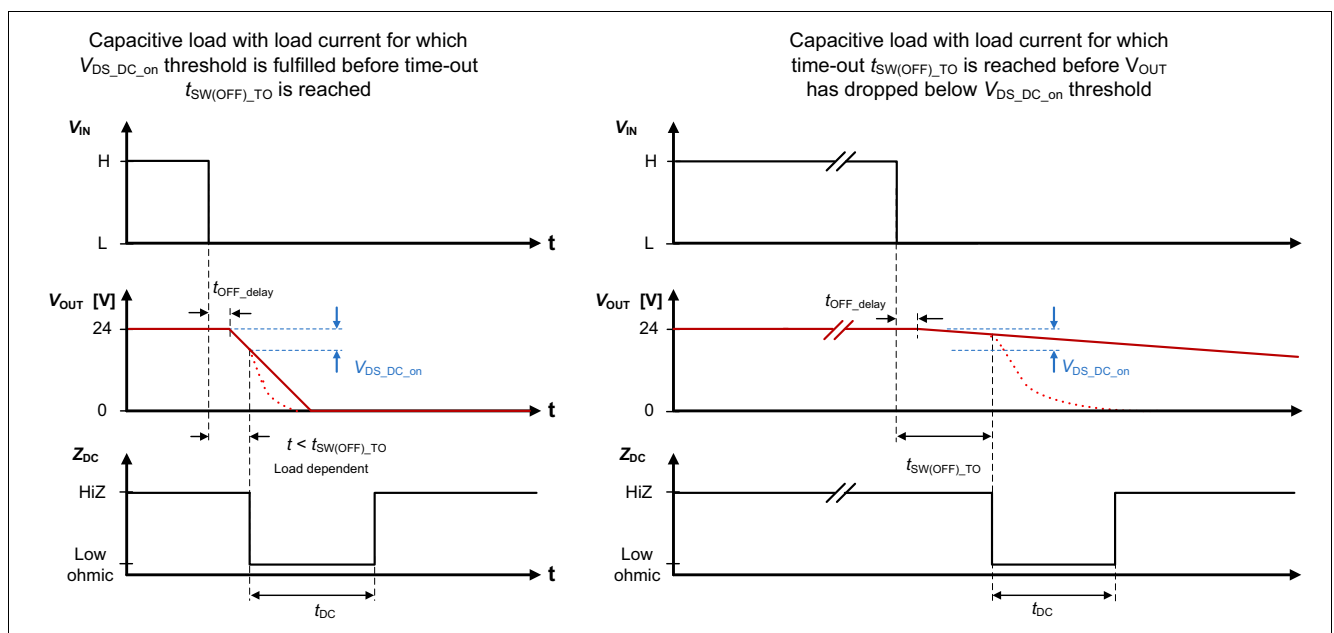 Capacitive load with load current for which
VDS_DC_on threshold is fulfilled before time-out
tSW(OFF)_TO is reached
VIN
H
L
t
tOFF_delay
VOUT [V]
24
VDS_DC_on
0
t
t < tSW(OFF)_TO
Load dependent
ZDC
HiZ
Low
ohmic
t
tDC
Capacitive load with load current for which
time-out tSW(OFF)_TO is reached before VOUT
has dropped below VDS_DC_on threshold
VIN
H
L
VOUT [V]
tOFF_delay
24
VDS_DC_on
0
tSW(OFF)_TO
ZDC
HiZ
Low
ohmic
tDC